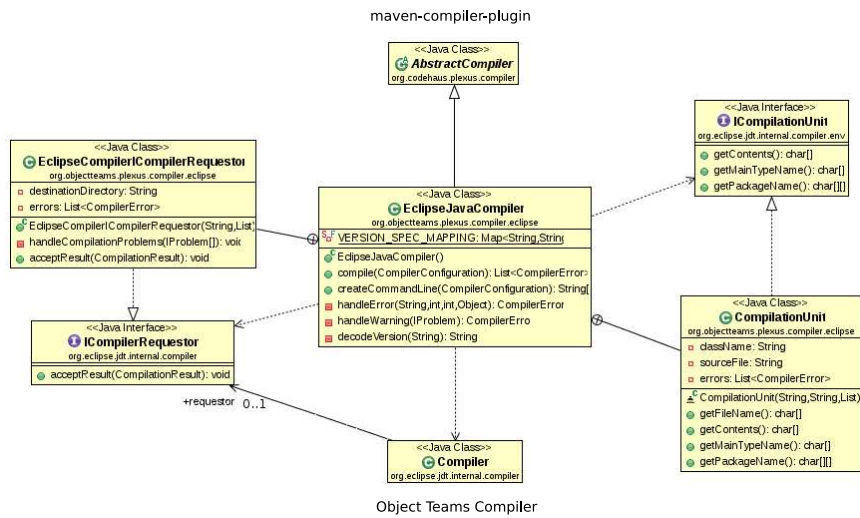 maven-compiler-plugin
<<Java Class>>
AbstractCompiler
org.codehaus.plexus.compiler
<<Java Interface>>
ICompilationUnit
org.eclipse.jdt.internal.compiler.env
getContents(): char[]
getMainTypeName(): char[]
getPackageName(): char[][]
<<Java Class>>
EclipseCompilerICompilerRequestor
org.objectteams.plexus.compiler.eclipse
destinationDirectory: String
errors: List<CompilerError>
EclipseCompilerICompilerRequestor(String,List)
handleCompilationProblems(IProblem[]): void
acceptResult(CompilationResult): void
<<Java Class>>
EclipseJavaCompiler
org.objectteams.plexus.compiler.eclipse
VERSION_SPEC_MAPPING: Map<String,String
EclipseJavaCompiler()
compile(CompilerConfiguration): List<CompilerError>
createCommandLine(CompilerConfiguration): String[
handleError(String,int,int,Object): CompilerError
handleWarning(IProblem): CompilerErro
decodeVersion(String): String
<<Java Interface>>
ICompilerRequestor
org.eclipse.jdt.internal.compiler
acceptResult(CompilationResult): void
<<Java Class>>
CompilationUnit
org.objectteams.plexus.compiler.eclipse
className: String
sourceFile: String
errors: List<CompilerError>
CompilationUnit(String,String,List)
getFileName(): char[]
getContents(): char[]
getMainTypeName(): char[]
getPackageName(): char[][]
+requestor 0..1
<<Java Class>>
Compiler
org.eclipse.jdt.internal.compiler
Object Teams Compiler